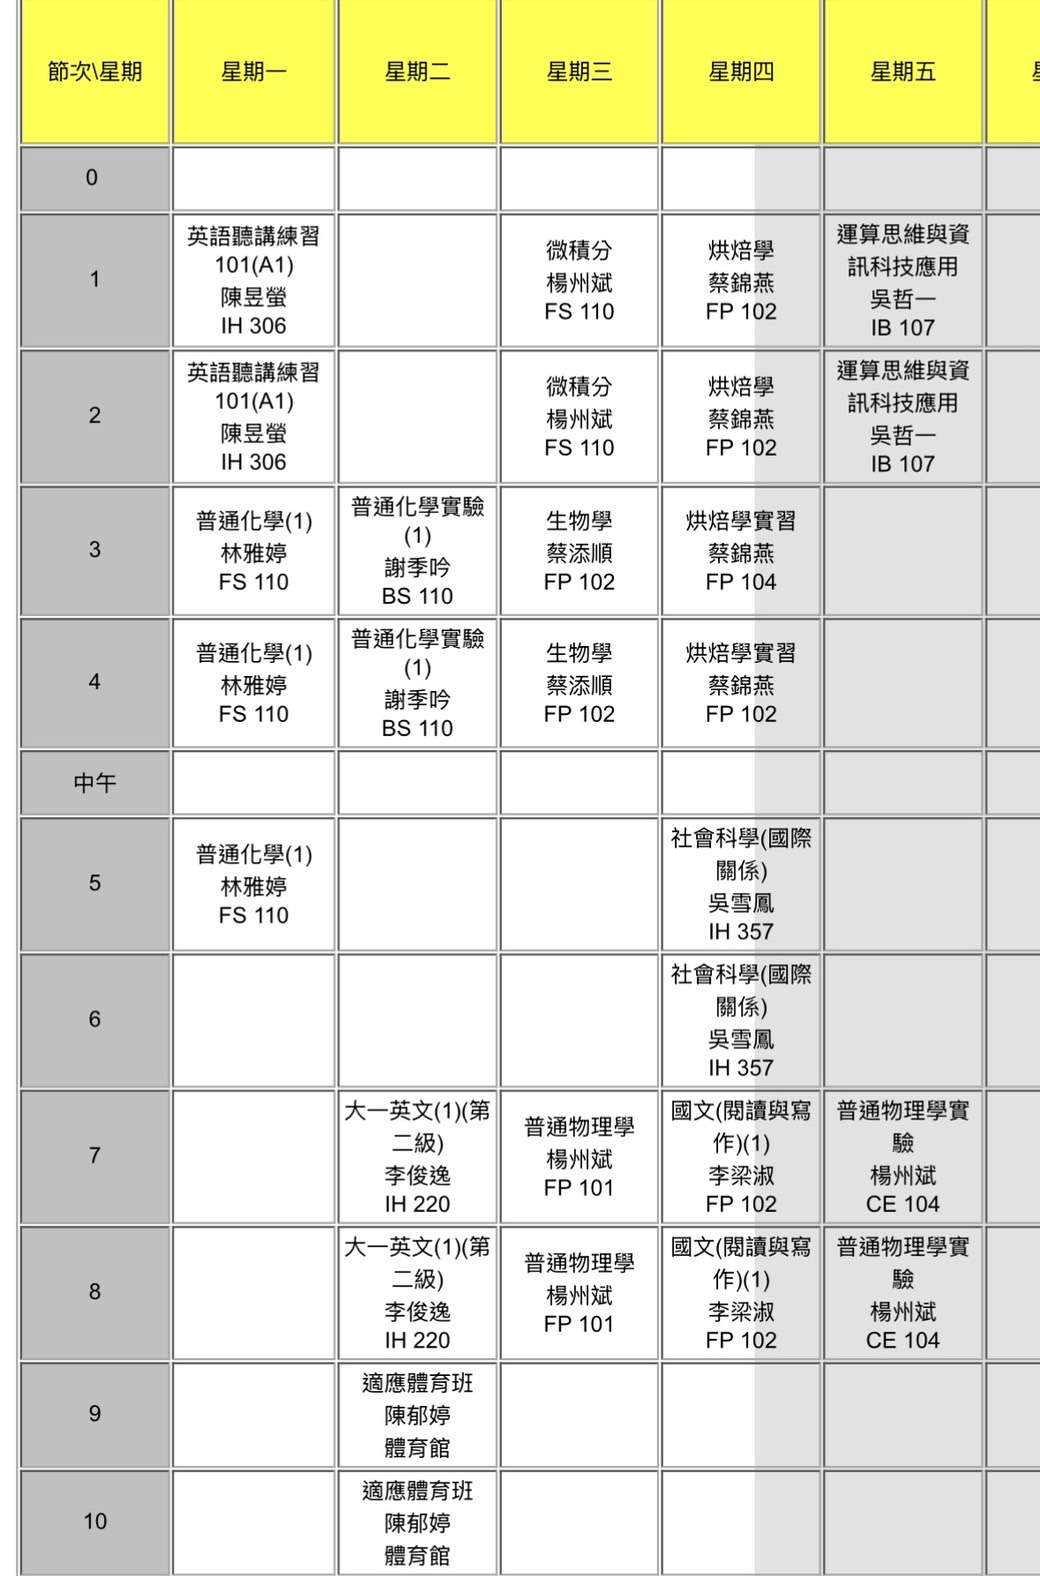 節次\星期 星期一 星期二 星期三 星期四 星期五
0
1
英語聽講練習
101(A1)
陳昱螢
IH 306
微積分
楊州斌
FS 110
烘焙學
蔡錦燕
FP 102
運算思維與資
訊科技應用
吳哲一
IB 107
2
英語聽講練習
101(A1)
陳昱螢
IH 306
微積分
楊州斌
FS 110
烘焙學
蔡錦燕
FP 102
運算思維與資
訊科技應用
吳哲一
IB 107
3
普通化學(1)
林雅婷
FS 110
普通化學實驗
(1)
謝季吟
BS 110
生物學
蔡添順
FP 102
烘焙學實習
蔡錦燕
FP 104
4
普通化學(1)
林雅婷
FS 110
普通化學實驗
(1)
謝季吟
BS 110
生物學
蔡添順
FP 102
烘焙學實習
蔡錦燕
FP 102
中午
5
普通化學(1)
林雅婷
FS 110
社會科學(國際
關係)
吳雪鳳
IH 357
6
社會科學(國際
關係)
吳雪鳳
IH 357
7
大一英文(1)(第
二級)
李俊逸
IH 220
普通物理學
楊州斌
FP 101
國文(閱讀與寫
作)(1)
李梁淑
FP 102
普通物理學實
驗
楊州斌
CE 104
8
大一英文(1)(第
二級)
李俊逸
IH 220
普通物理學
楊州斌
FP 101
國文(閱讀與寫
作)(1)
李梁淑
FP 102
普通物理學實
驗
楊州斌
CE 104
9
適應體育班
陳郁婷
體育館
10
適應體育班
陳郁婷
體育館